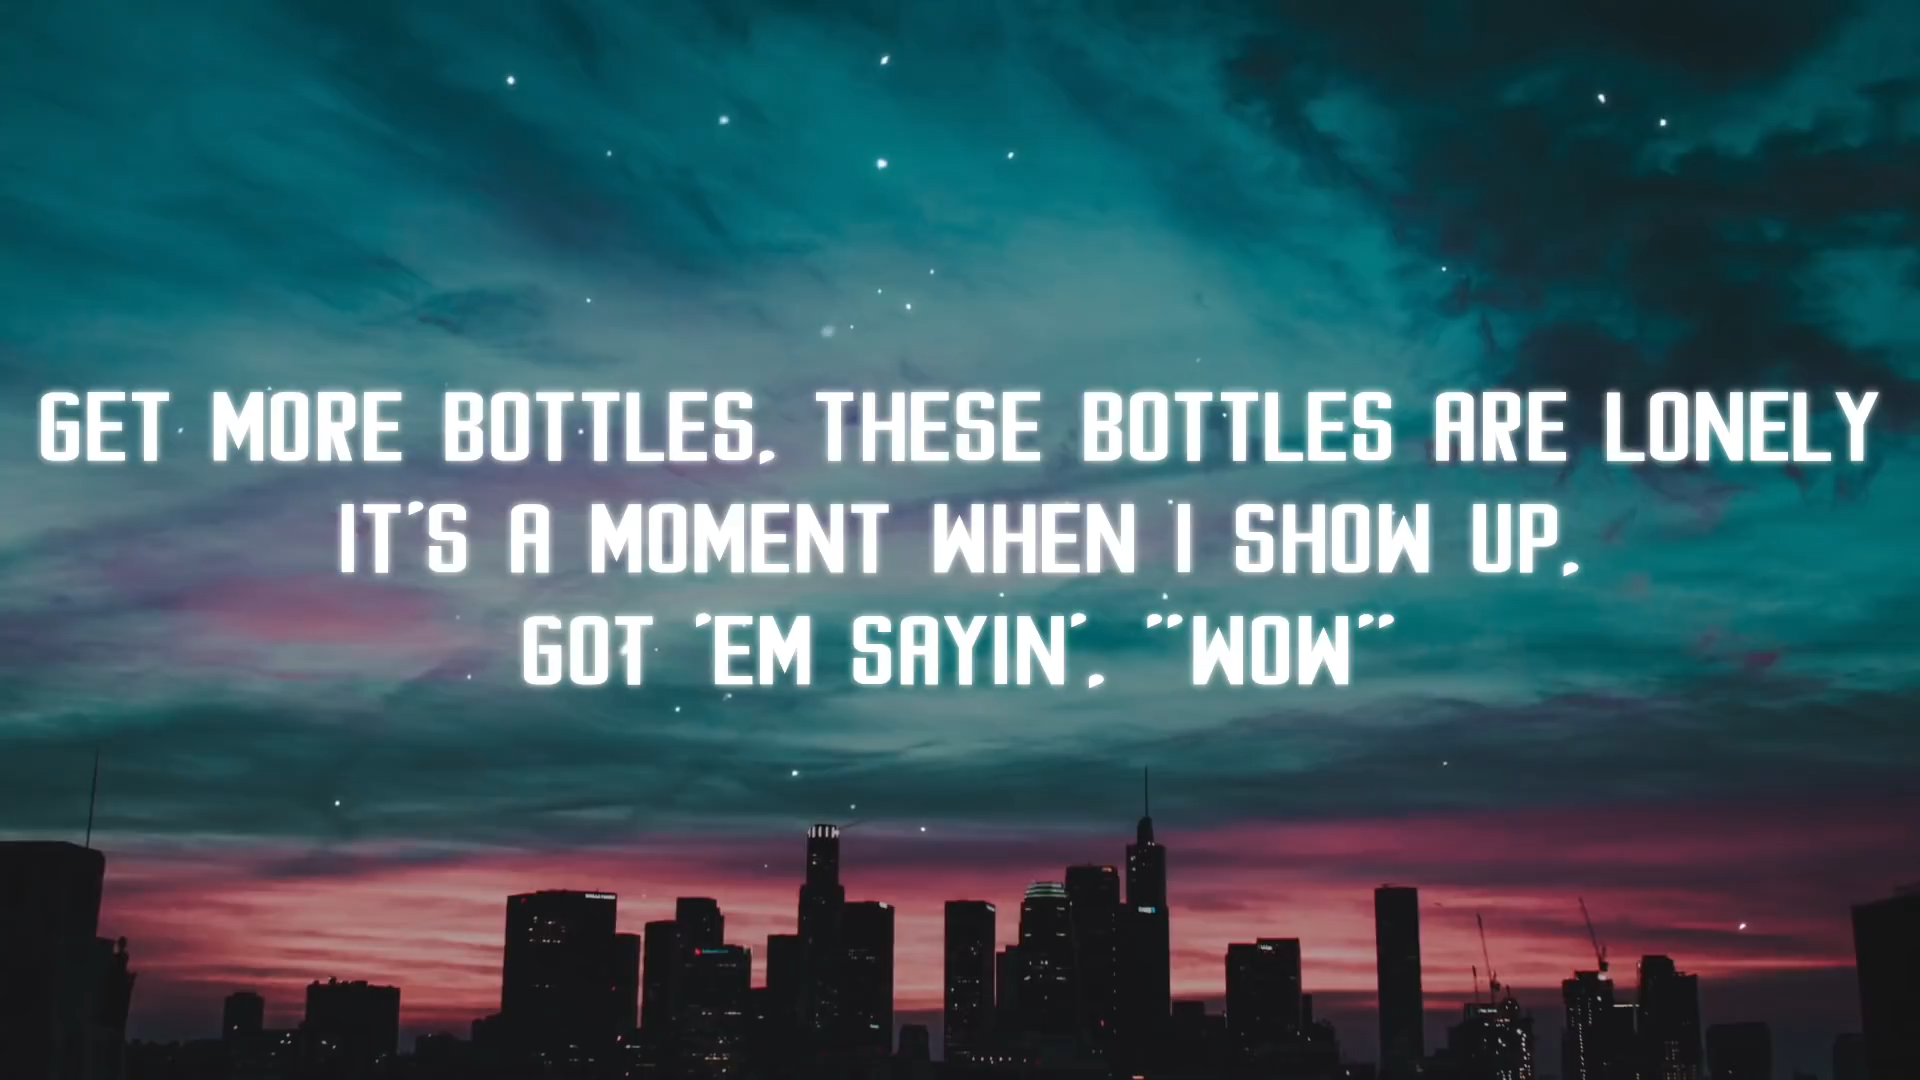 GET MORE BOTTLES, THESE BOTTLES ARE LONELY
IT'S A MOMENT WHEN I SHOW UP,
GOT 'EM SAYIN', "WOW"